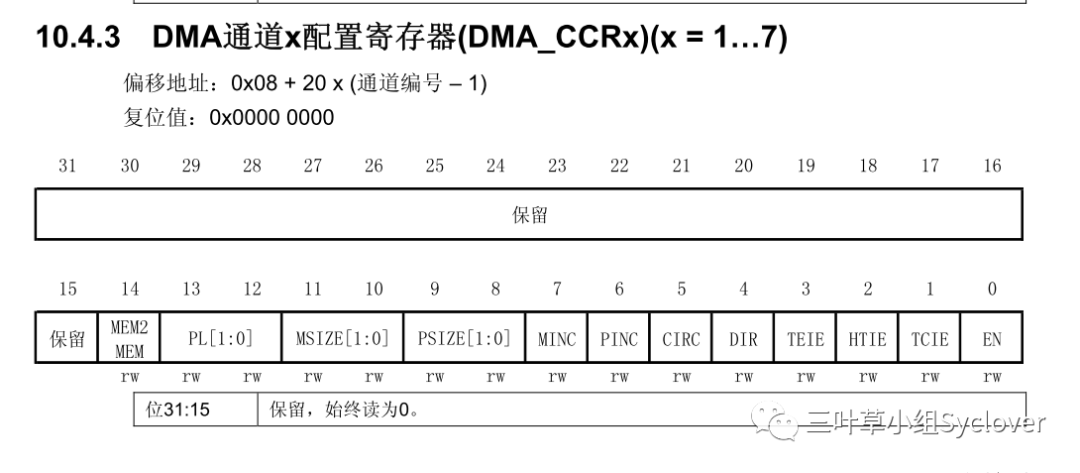 10.4.3 DMA通道x配置寄存器(DMA_CCRx)(x = 1…7)
偏移地址：0x08 + 20 x (通道编号 – 1)
复位值：0x0000 0000
31 30 29 28 27 26 25 24 23 22 21 20 19 18 17 16
保留
15 14 13 12 11 10 9 8 7 6 5 4 3 2 1 0
保留 MEM2 MEM PL[1:0] MSIZE[1:0] PSIZE[1:0] MINC PINC CIRC DIR TEIE HTIE TCIE EN
rw rw rw rw rw rw rw rw rw rw rw rw rw rw rw
位31:15 保留，始终读为0。
三叶草小组Syclover